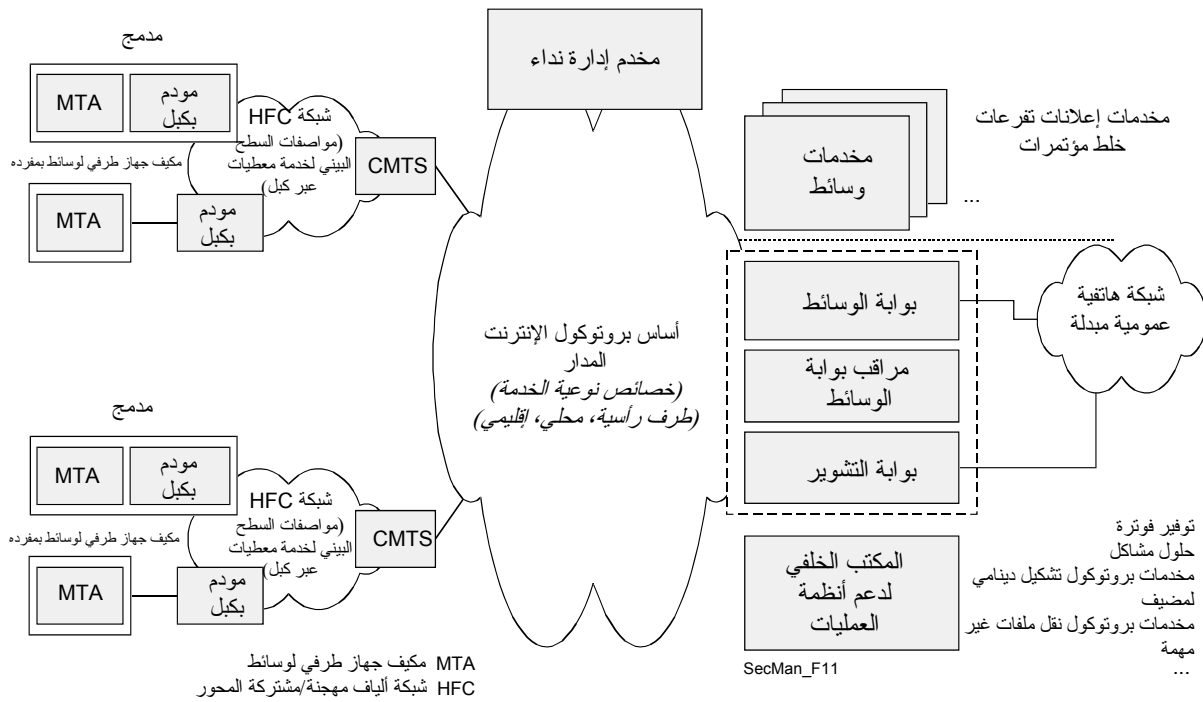 مخدم إدارة نداء
مدمج
MTA
مودم
بكبل
شبكة HFC
(مواصفات السطح
البيني لخدمة معطيات
عبر كبل)
CMTS
مكيف جهاز طرفي لوسائط بمفرده
MTA
مودم
بكبل
مخدمات
وسائط
مخدمات إعلانات تفرعات
خلط مؤتمرات
...
بوابة الوسائط
مراقب بوابة
الوسائط
بوابة التشوير
شبكة هاتفية
عمومية مبدلة
أساس بروتوكول الإنترنت
المدار
(خصائص نوعية الخدمة)
(طرف رأسية، محلي، إقليمي)
مدمج
MTA
مودم
بكبل
شبكة HFC
(مواصفات السطح
البيني لخدمة معطيات
عبر كبل)
CMTS
مكيف جهاز طرفي لوسائط بمفرده
MTA
مودم
بكبل
المكتب الخلفي
لدعم أنظمة
العمليات
توفير فوترة
حلول مشاكل
مخدمات بروتوكول تشكيل دينامي
لمضيف
مخدمات بروتوكول نقل ملفات غير
مهمة
...
MTA مكيف جهاز طرفي لوسائط
HFC شبكة ألياف مهجنة/مشتركة المحور
SecMan_F11